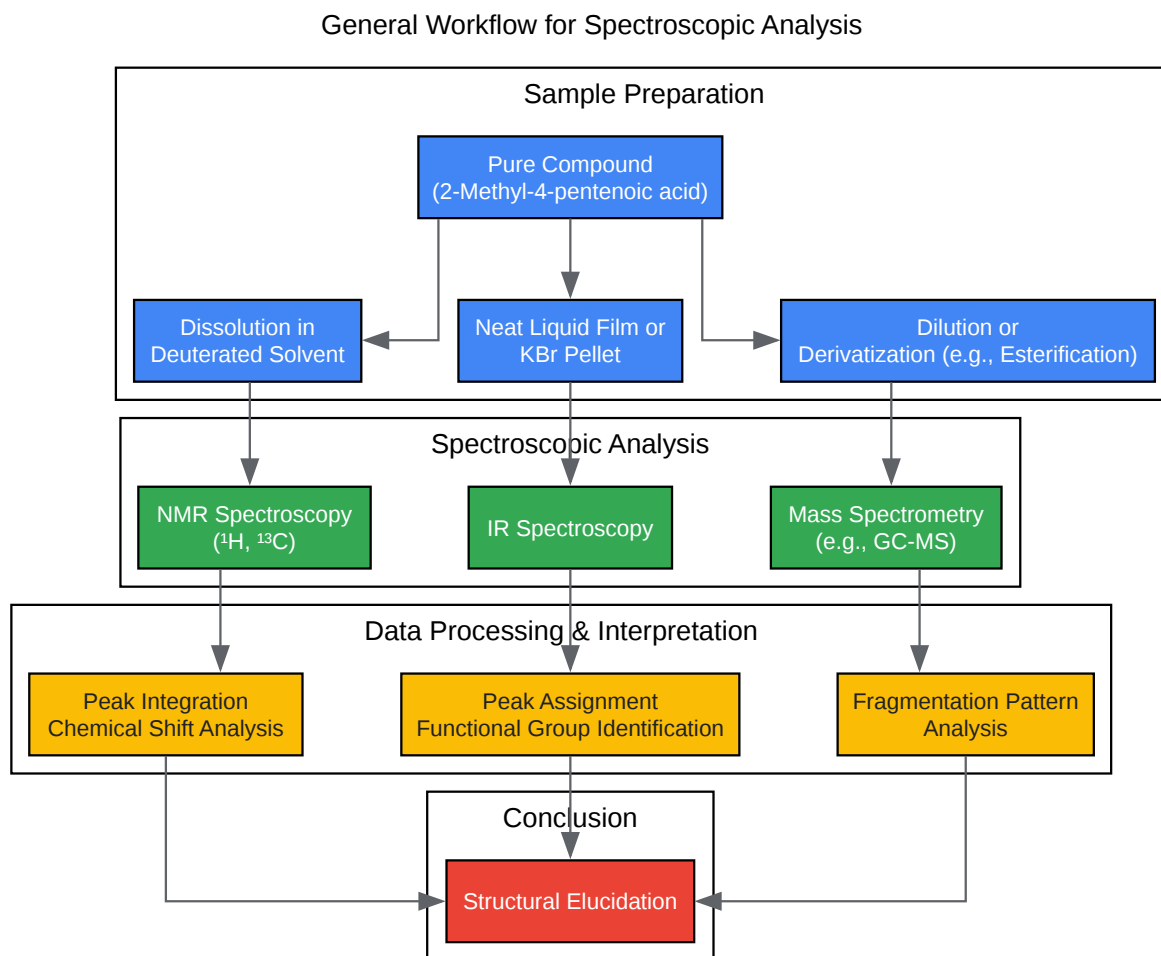 General Workflow for Spectroscopic Analysis
Sample Preparation
Pure Compound
(2-Methyl-4-pentenoic acid)
Dissolution in
Deuterated Solvent
Neat Liquid Film or
KBr Pellet
Dilution or
Derivatization (e.g., Esterification)
Spectroscopic Analysis
NMR Spectroscopy
(¹H, ¹³C)
IR Spectroscopy
Mass Spectrometry
(e.g., GC-MS)
Data Processing & Interpretation
Peak Integration
Chemical Shift Analysis
Peak Assignment
Functional Group Identification
Fragmentation Pattern
Analysis
Conclusion
Structural Elucidation